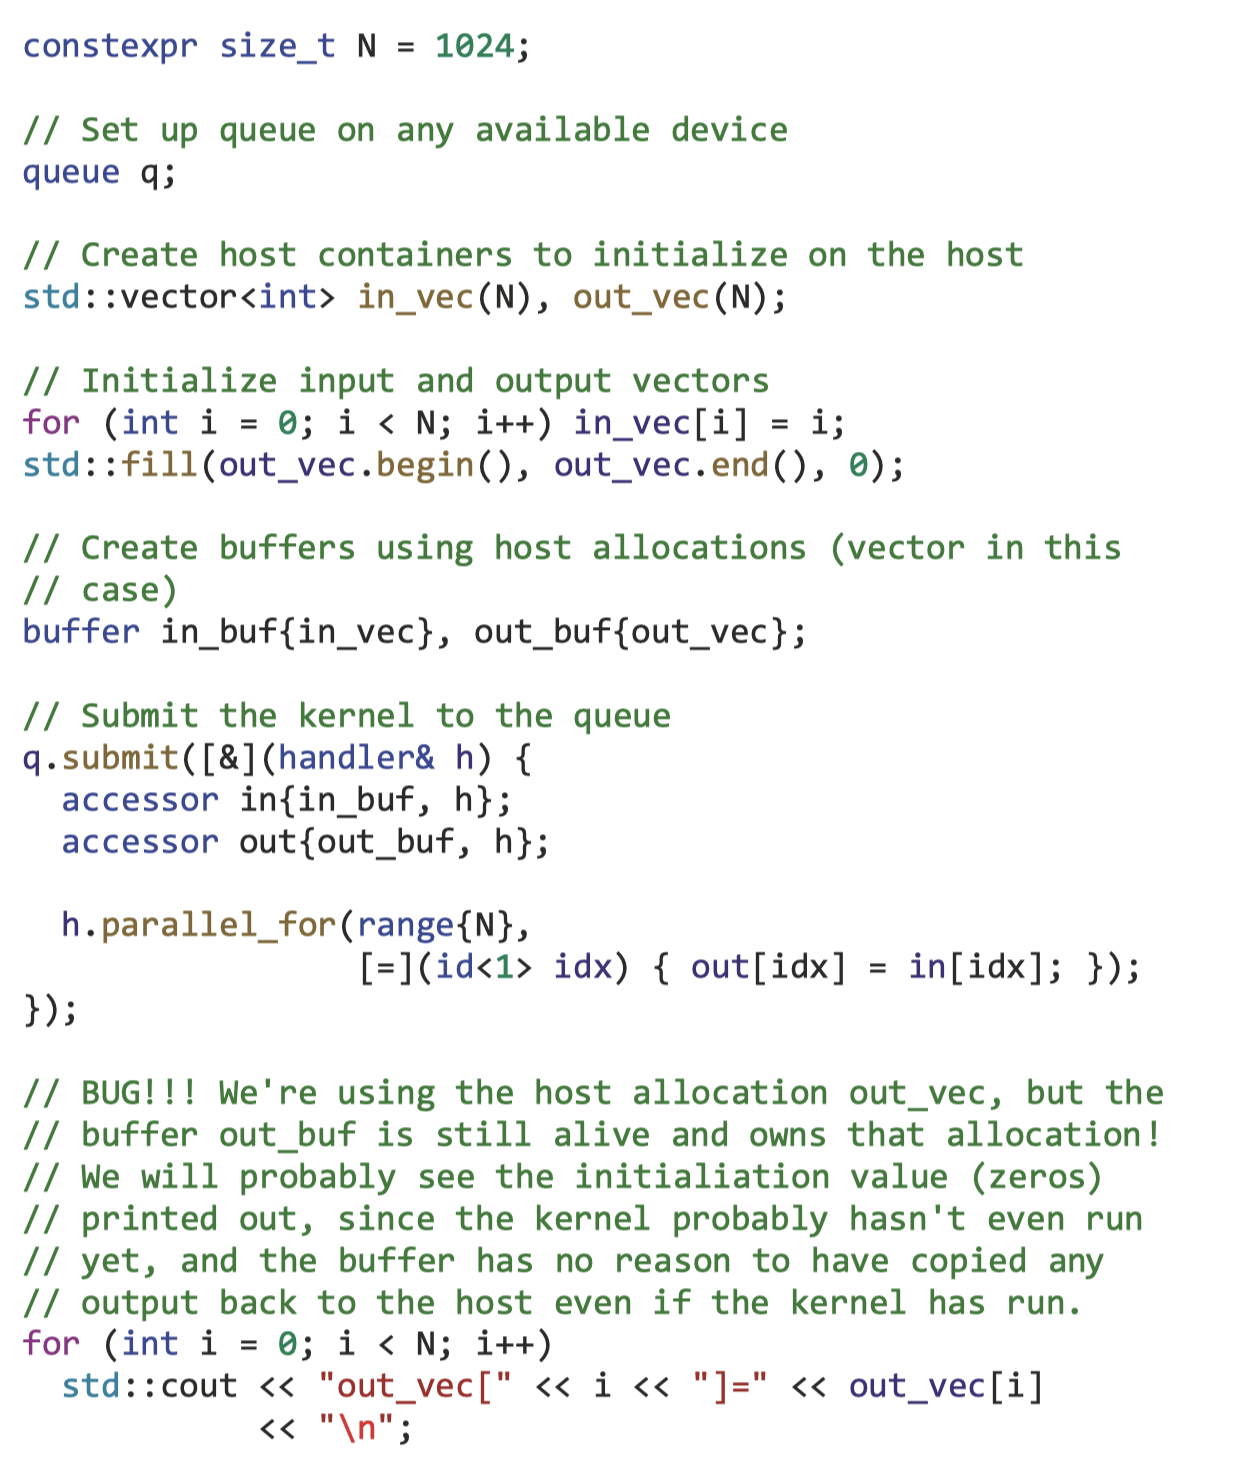 constexpr size_t N = 1024;

// Set up queue on any available device
queue q;

// Create host containers to initialize on the host
std::vector<int> in_vec(N), out_vec(N);

// Initialize input and output vectors
for (int i = 0; i < N; i++) in_vec[i] = i;
std::fill(out_vec.begin(), out_vec.end(), 0);

// Create buffers using host allocations (vector in this
// case)
buffer in_buf{in_vec}, out_buf{out_vec};

// Submit the kernel to the queue
q.submit([&](handler& h) {
  accessor in{in_buf, h};
  accessor out{out_buf, h};

  h.parallel_for(range{N},
                 [=](id<1> idx) { out[idx] = in[idx]; });
});

// BUG!!! We're using the host allocation out_vec, but the
// buffer out_buf is still alive and owns that allocation!
// We will probably see the initialiation value (zeros)
// printed out, since the kernel probably hasn't even run
// yet, and the buffer has no reason to have copied any
// output back to the host even if the kernel has run.
for (int i = 0; i < N; i++)
  std::cout << "out_vec[" << i << "]=" << out_vec[i]
            << "\n";